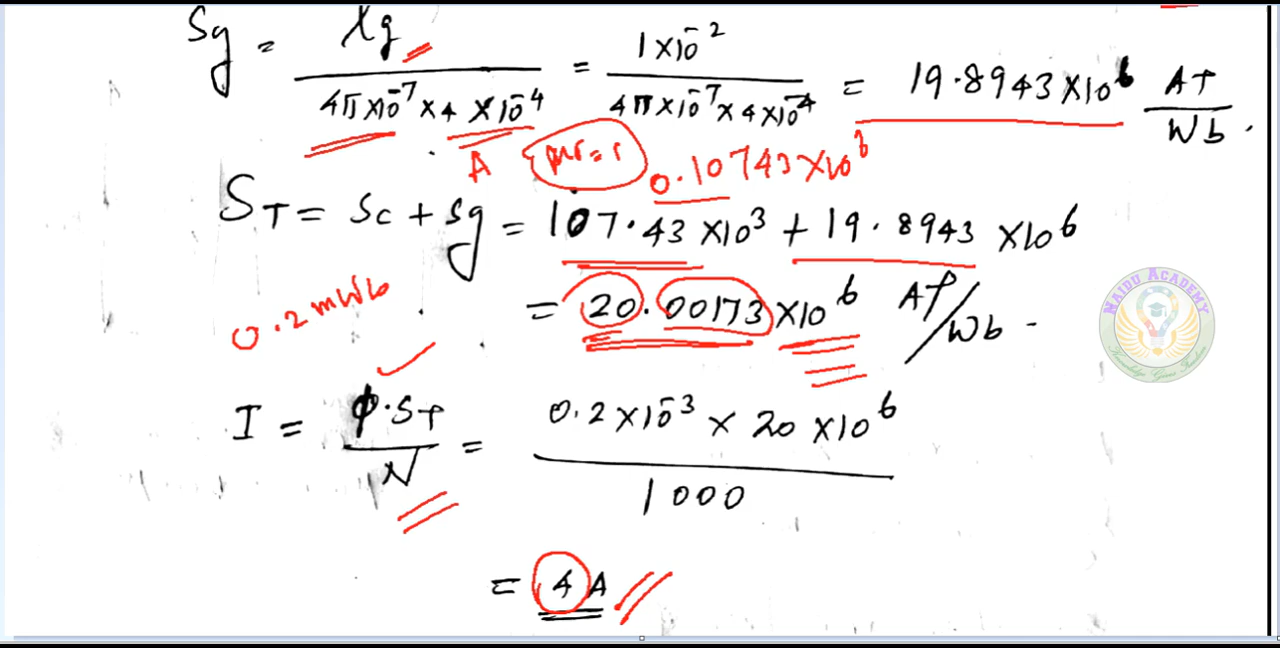 Sg = lg / (4π×10⁻⁷ × 4 × 10⁻⁴) = 1×10⁻² / (4π×10⁻⁷ × 4×10⁻⁴) = 19.8943×10⁶ AT/Wb.
A μr=1 0.10743×10⁶
ST = Sc + Sg = 107.43 ×10³ + 19.8943 ×10⁶
0.2 mWb
= 20.00173 ×10⁶ AT/Wb.
NAIDU ACADEMY
I = ϕ.ST / N = 0.2×10⁻³ × 20 ×10⁶ / 1000
= 4 A